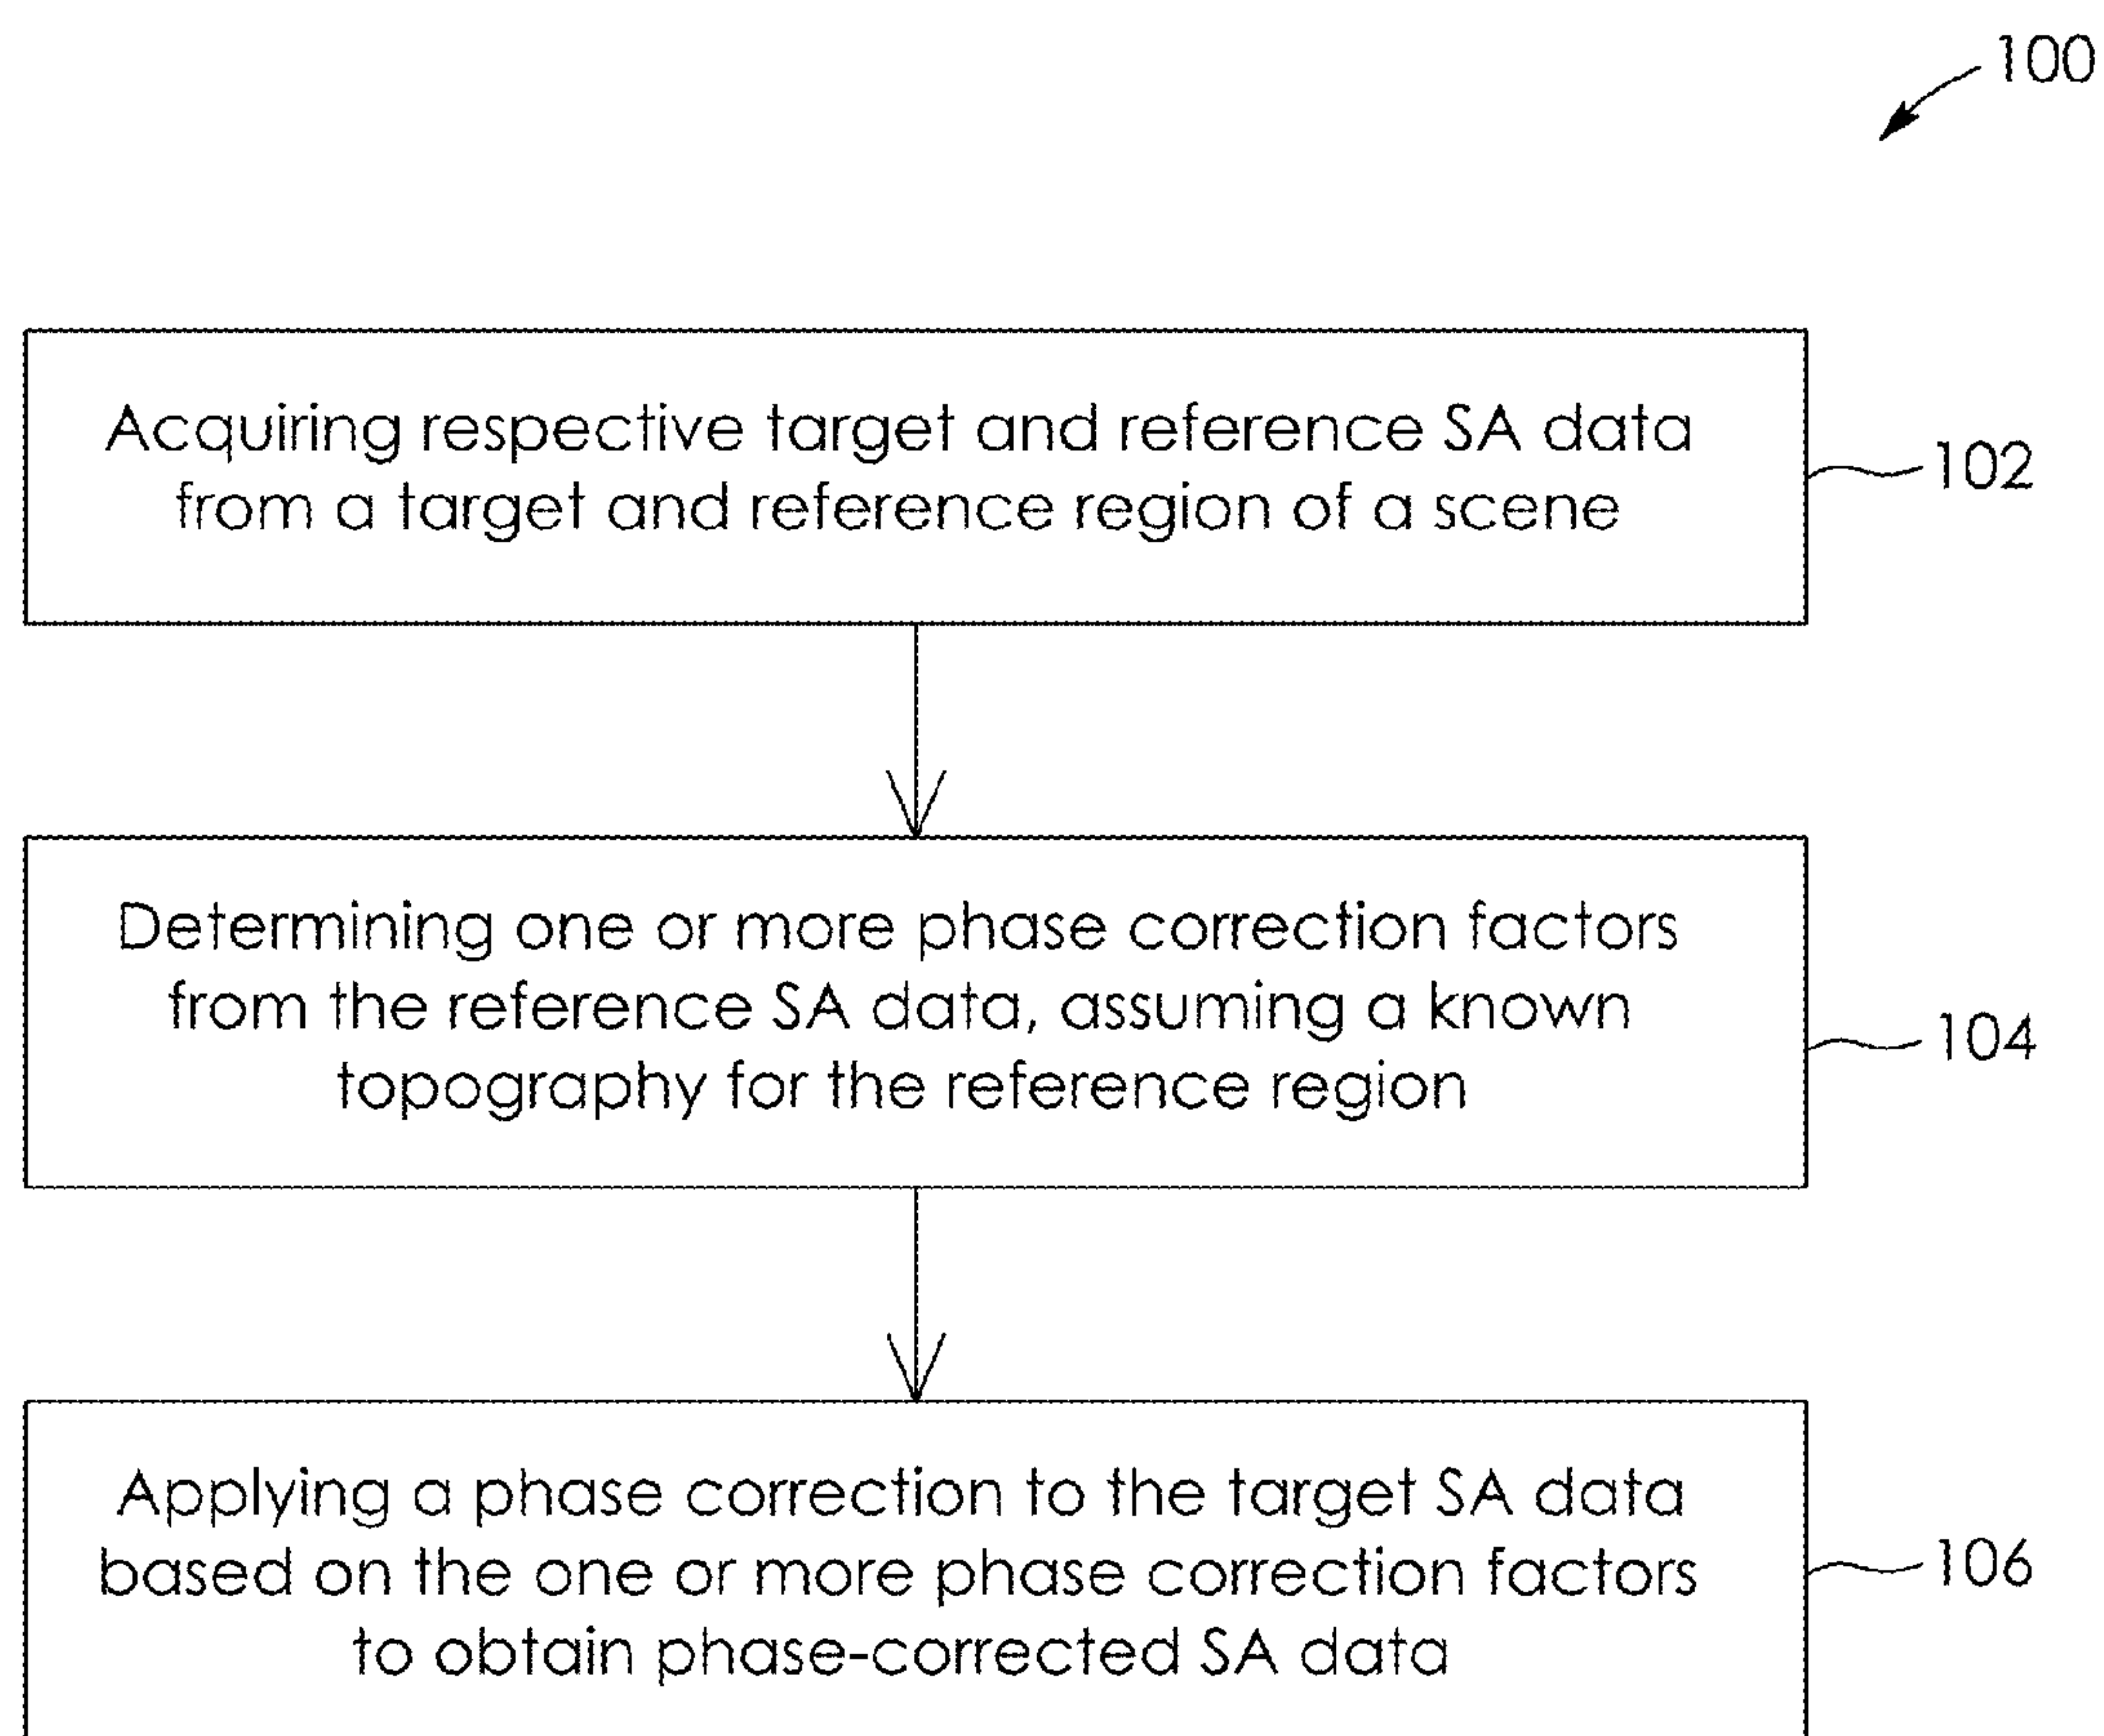 100
Acquiring respective target and reference SA data
from a target and reference region of a scene
102
Determining one or more phase correction factors
from the reference SA data, assuming a known
topography for the reference region
104
Applying a phase correction to the target SA data
based on the one or more phase correction factors
to obtain phase-corrected SA data
106